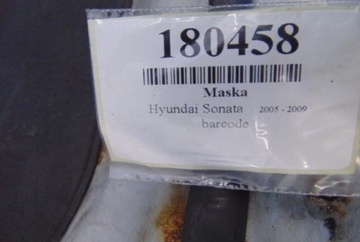 180458
Maska
Hyundai Sonata 2005 - 2009
barcode